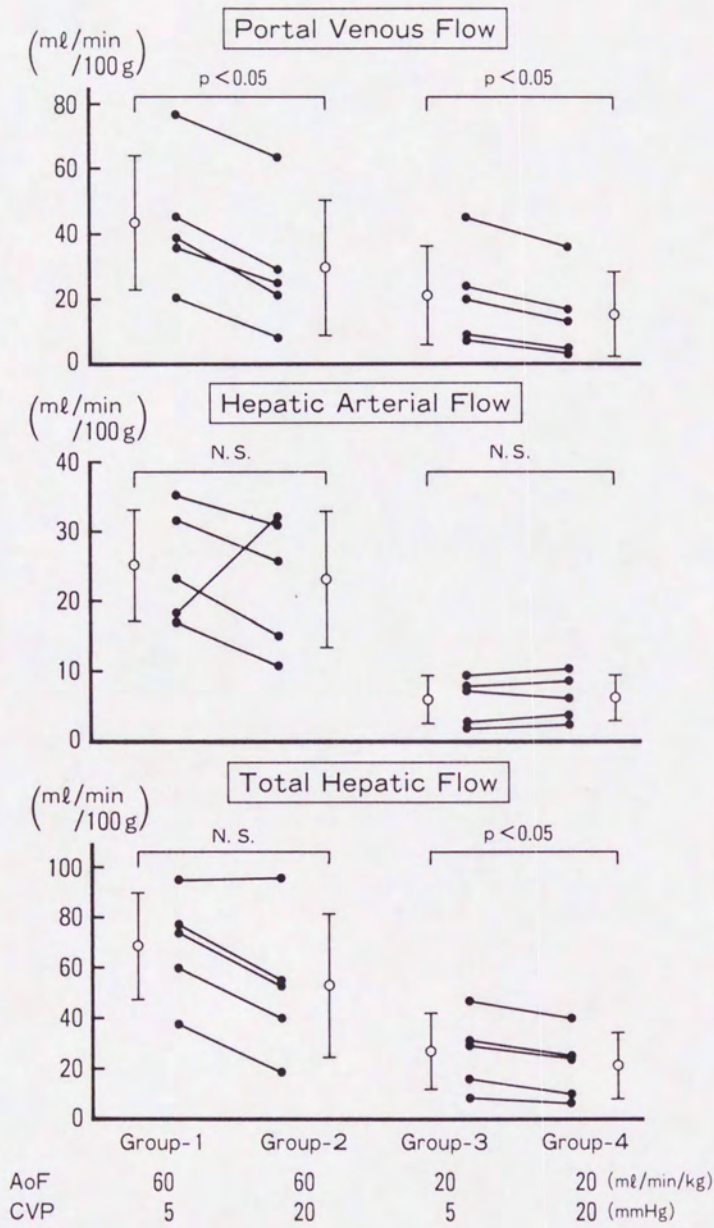 Portal Venous Flow
(mℓ/min
/100g)
p<0.05 p<0.05
80
60
40
20
0
Hepatic Arterial Flow
(mℓ/min
/100g)
N.S. N.S.
40
30
20
10
0
Total Hepatic Flow
(mℓ/min
/100g)
N.S. p<0.05
100
80
60
40
20
0
Group-1 Group-2 Group-3 Group-4
AoF 60 60 20 20 (mℓ/min/kg)
CVP 5 20 5 20 (mmHg)